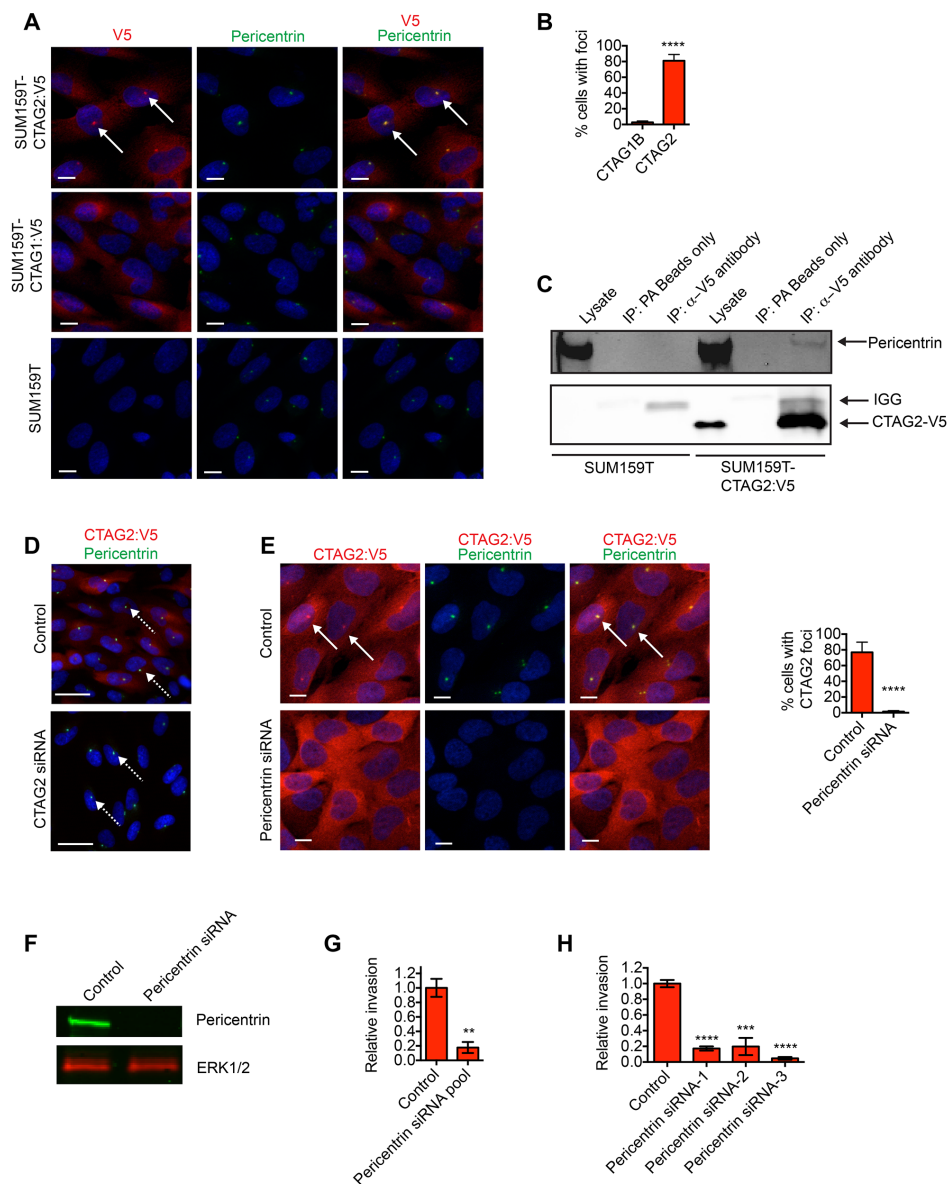 A
V5
Pericentrin
V5
Pericentrin
SUM159T-
CTAG2:V5
SUM159T-
CTAG1:V5
SUM159T
B
% cells with foci
100
80
60
40
20
0
****
CTAG1B
CTAG2
C
Lysate
IP: PA Beads only
IP: α–V5 antibody
Lysate
IP: PA Beads only
IP: α–V5 antibody
Pericentrin
IGG
CTAG2-V5
SUM159T
SUM159T-
CTAG2:V5
D
CTAG2:V5
Pericentrin
Control
CTAG2 siRNA
E
CTAG2:V5
CTAG2:V5
Pericentrin
CTAG2:V5
Pericentrin
Control
Pericentrin siRNA
% cells with
CTAG2 foci
100
80
60
40
20
0
****
Control
Pericentrin siRNA
F
Control
Pericentrin siRNA
Pericentrin
ERK1/2
G
Relative invasion
1.2
1.0
0.8
0.6
0.4
0.2
0.0
**
Control
Pericentrin siRNA pool
H
Relative invasion
1.2
1.0
0.8
0.6
0.4
0.2
0.0
****
***
****
Control
Pericentrin siRNA-1
Pericentrin siRNA-2
Pericentrin siRNA-3